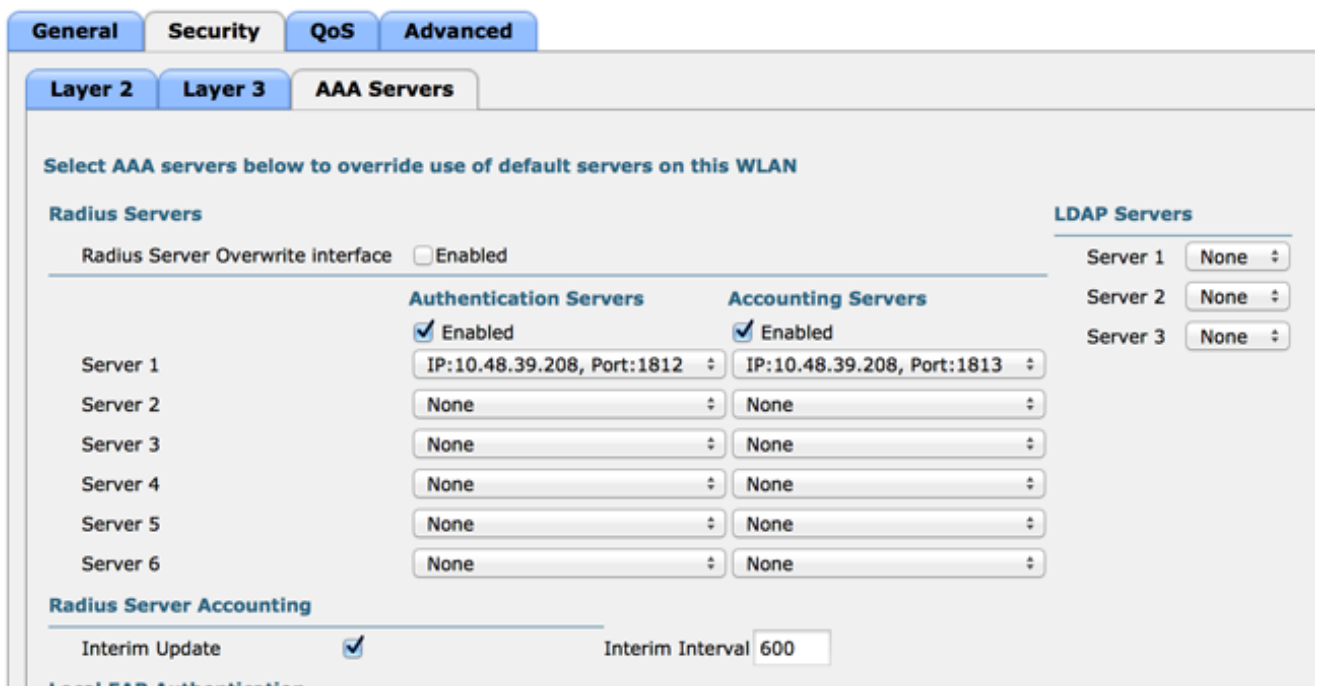 General Security QoS Advanced
Layer 2 Layer 3 AAA Servers
Select AAA servers below to override use of default servers on this WLAN
Radius Servers LDAP Servers
Radius Server Overwrite interface Enabled Server 1 None
Authentication Servers Accounting Servers Server 2 None
Enabled Enabled Server 3 None
Server 1 IP:10.48.39.208, Port:1812 IP:10.48.39.208, Port:1813
Server 2 None None
Server 3 None None
Server 4 None None
Server 5 None None
Server 6 None None
Radius Server Accounting
Interim Update Interim Interval 600
Local EAP Authentication